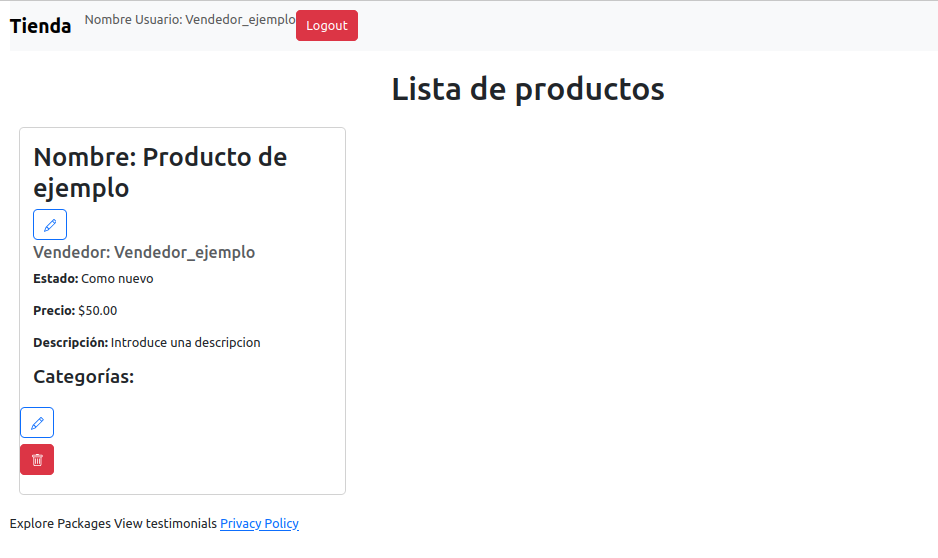 Tienda Nombre Usuario: Vendedor_ejemplo Logout
Lista de productos
Nombre: Producto de
ejemplo
Vendedor: Vendedor_ejemplo
Estado: Como nuevo
Precio: $50.00
Descripción: Introduce una descripcion
Categorías:
Explore Packages View testimonials Privacy Policy